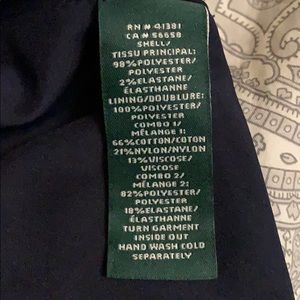 RN # 41381
CA # 56658
SHELL/
TISSU PRINCIPAL:
98%POLYESTER/
POLYESTER
2%ELASTANE/
ÉLASTHANNE
LINING/DOUBLURE:
100%POLYESTER/
POLYESTER
COMBO 1/
MÉLANGE 1:
66%COTTON/COTON
21%NYLON/NYLON
13%VISCOSE/
VISCOSE
COMBO 2/
MÉLANGE 2:
82%POLYESTER/
POLYESTER
18%ELASTANE/
ÉLASTHANNE
TURN GARMENT
INSIDE OUT
HAND WASH COLD
SEPARATELY